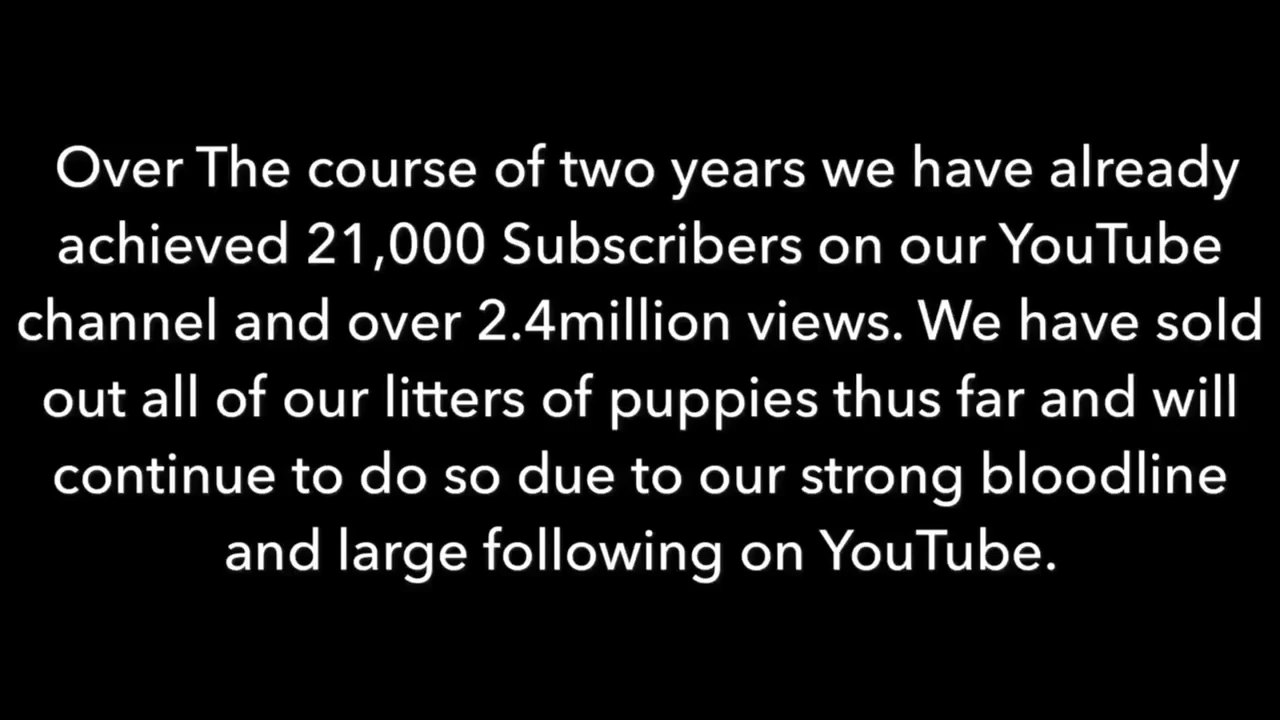 Over The course of two years we have already
achieved 21,000 Subscribers on our YouTube
channel and over 2.4million views. We have sold
out all of our litters of puppies thus far and will
continue to do so due to our strong bloodline
and large following on YouTube.